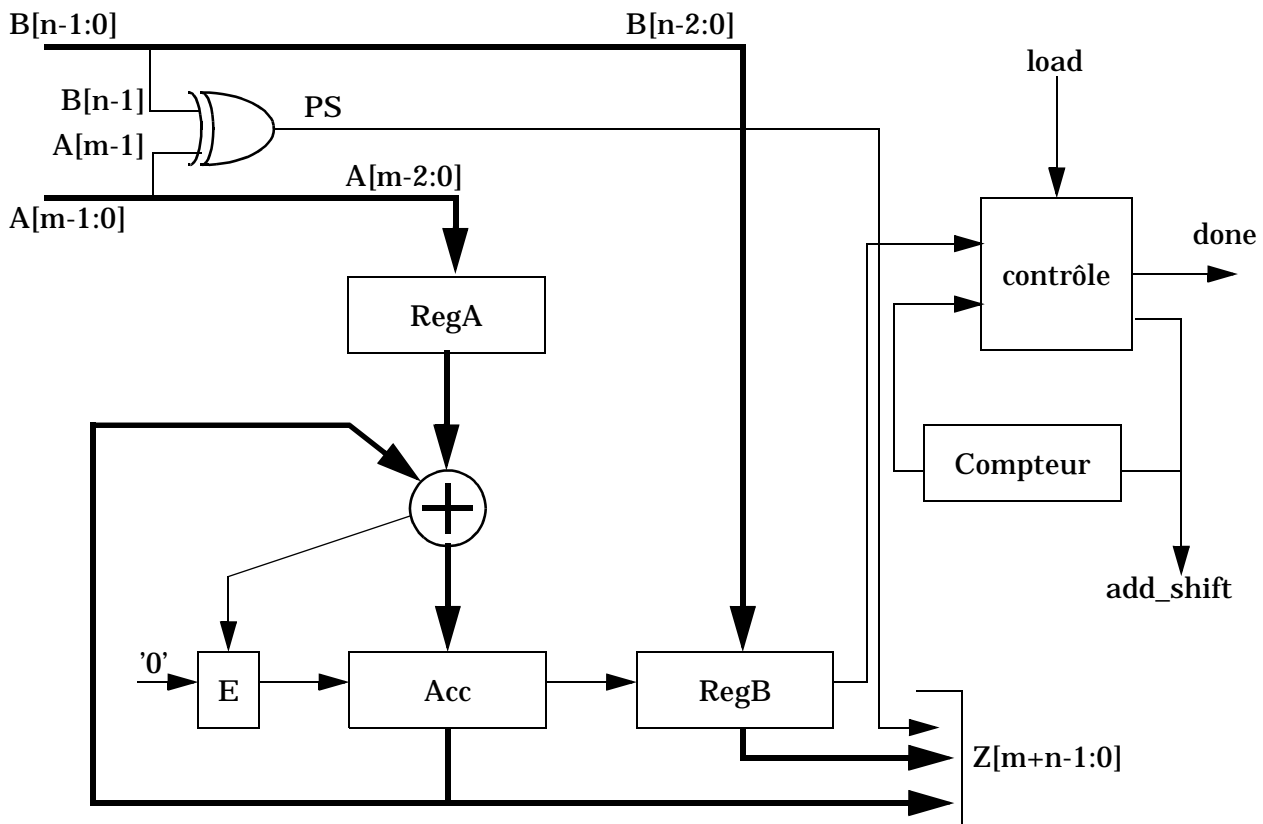 B[n-1:0]
B[n-2:0]
load
B[n-1]
PS
A[m-1]
A[m-2:0]
A[m-1:0]
done
contrôle
RegA
Compteur
add_shift
'0'
E
Acc
RegB
Z[m+n-1:0]